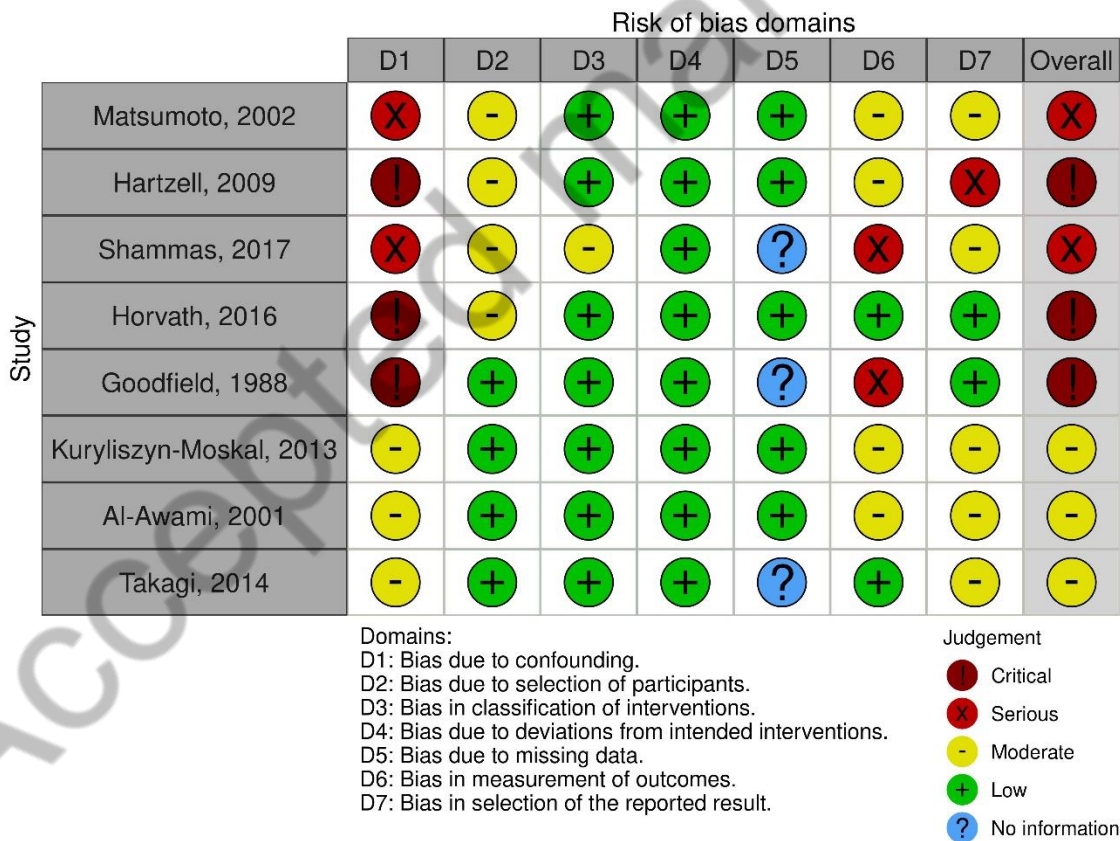 Risk of bias domains
D1 D2 D3 D4 D5 D6 D7 Overall
Study
Matsumoto, 2002 X - + + + - - X
Hartzell, 2009 ! - + + + - X !
Shammas, 2017 X - - + ? X - X
Horvath, 2016 ! - + + + + + !
Goodfield, 1988 ! + + + ? X + !
Kuryliszyn-Moskal, 2013 - + + + + - - -
Al-Awami, 2001 - + + + + - - -
Takagi, 2014 - + + + ? + - -
Domains:
D1: Bias due to confounding.
D2: Bias due to selection of participants.
D3: Bias in classification of interventions.
D4: Bias due to deviations from intended interventions.
D5: Bias due to missing data.
D6: Bias in measurement of outcomes.
D7: Bias in selection of the reported result.
Judgement
! Critical
X Serious
- Moderate
+ Low
? No information
Accepted